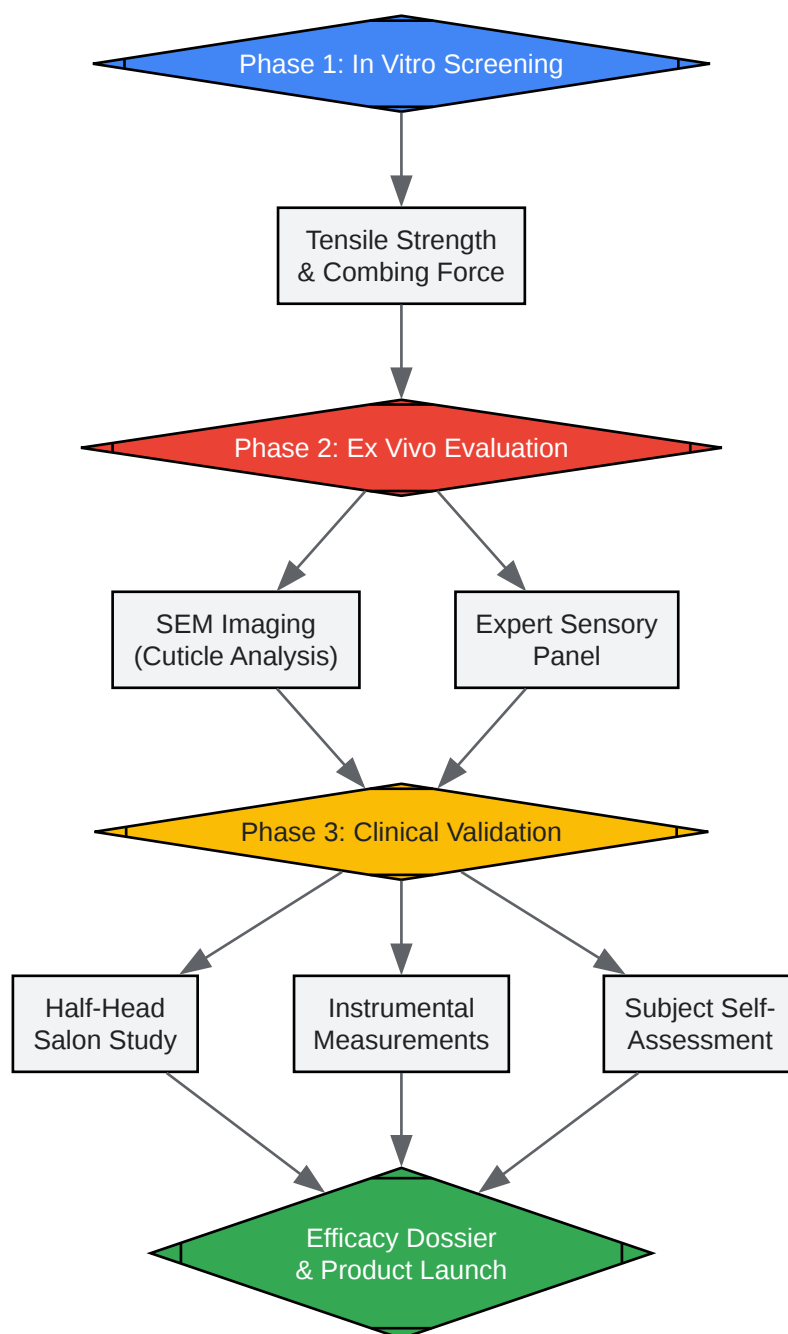 Phase 1: In Vitro Screening
Tensile Strength
& Combing Force
Phase 2: Ex Vivo Evaluation
SEM Imaging
(Cuticle Analysis)
Expert Sensory
Panel
Phase 3: Clinical Validation
Half-Head
Salon Study
Instrumental
Measurements
Subject Self-
Assessment
Efficacy Dossier
& Product Launch